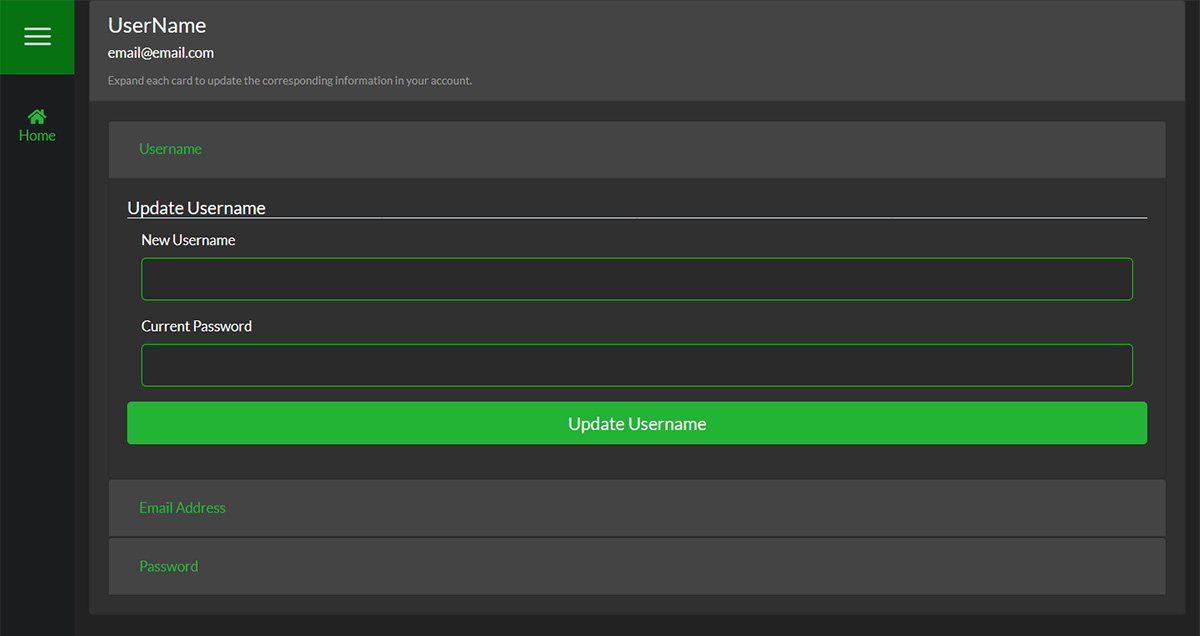 UserName
email@email.com
Expand each card to update the corresponding information in your account.
Home
Username
Update Username
New Username
Current Password
Update Username
Email Address
Password